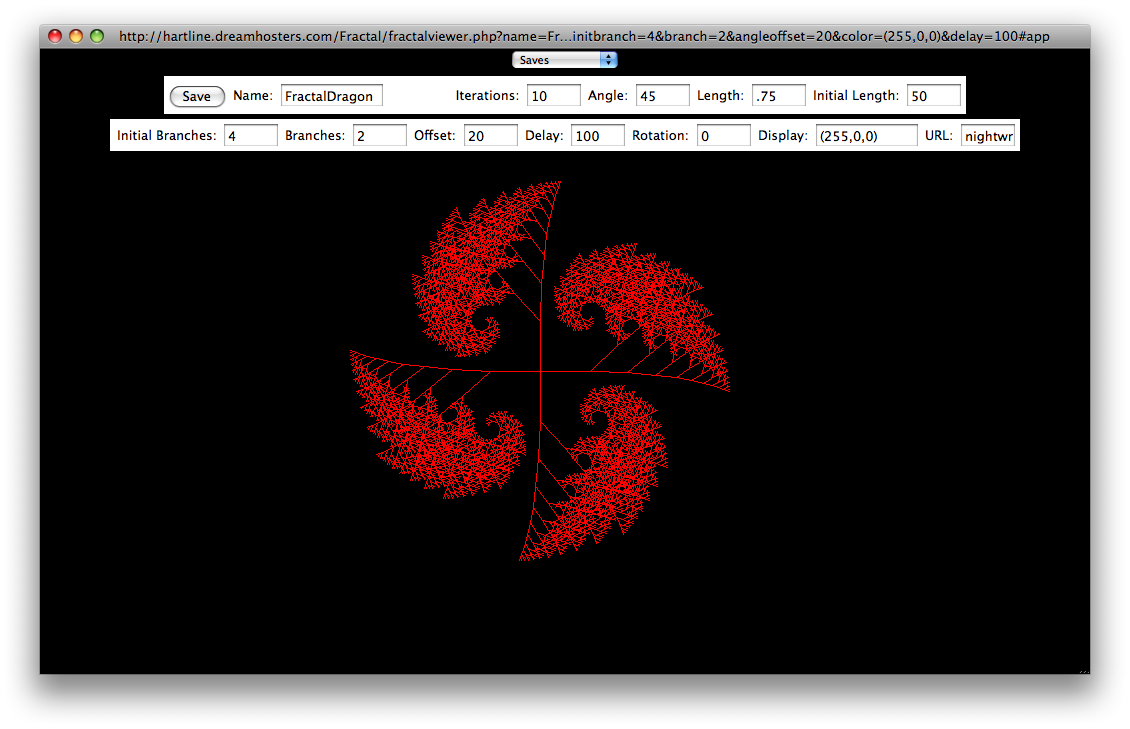 http://hartline.dreamhosters.com/Fractal/fractalviewer.php?name=Fr...initbranch=4&branch=2&angleoffset=20&color=(255,0,0)&delay=100#app
Saves
Save Name: FractalDragon Iterations: 10 Angle: 45 Length: .75 Initial Length: 50
Initial Branches: 4 Branches: 2 Offset: 20 Delay: 100 Rotation: 0 Display: (255,0,0) URL: nightwr